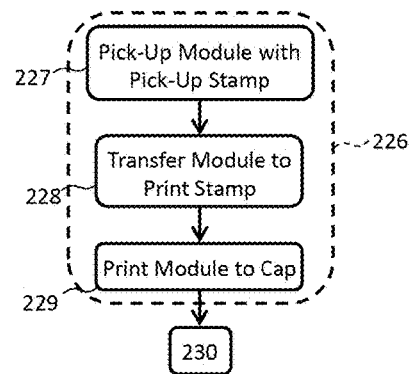 Pick-Up Module with
Pick-Up Stamp
227
226
Transfer Module to
Print Stamp
228
Print Module to Cap
229
230